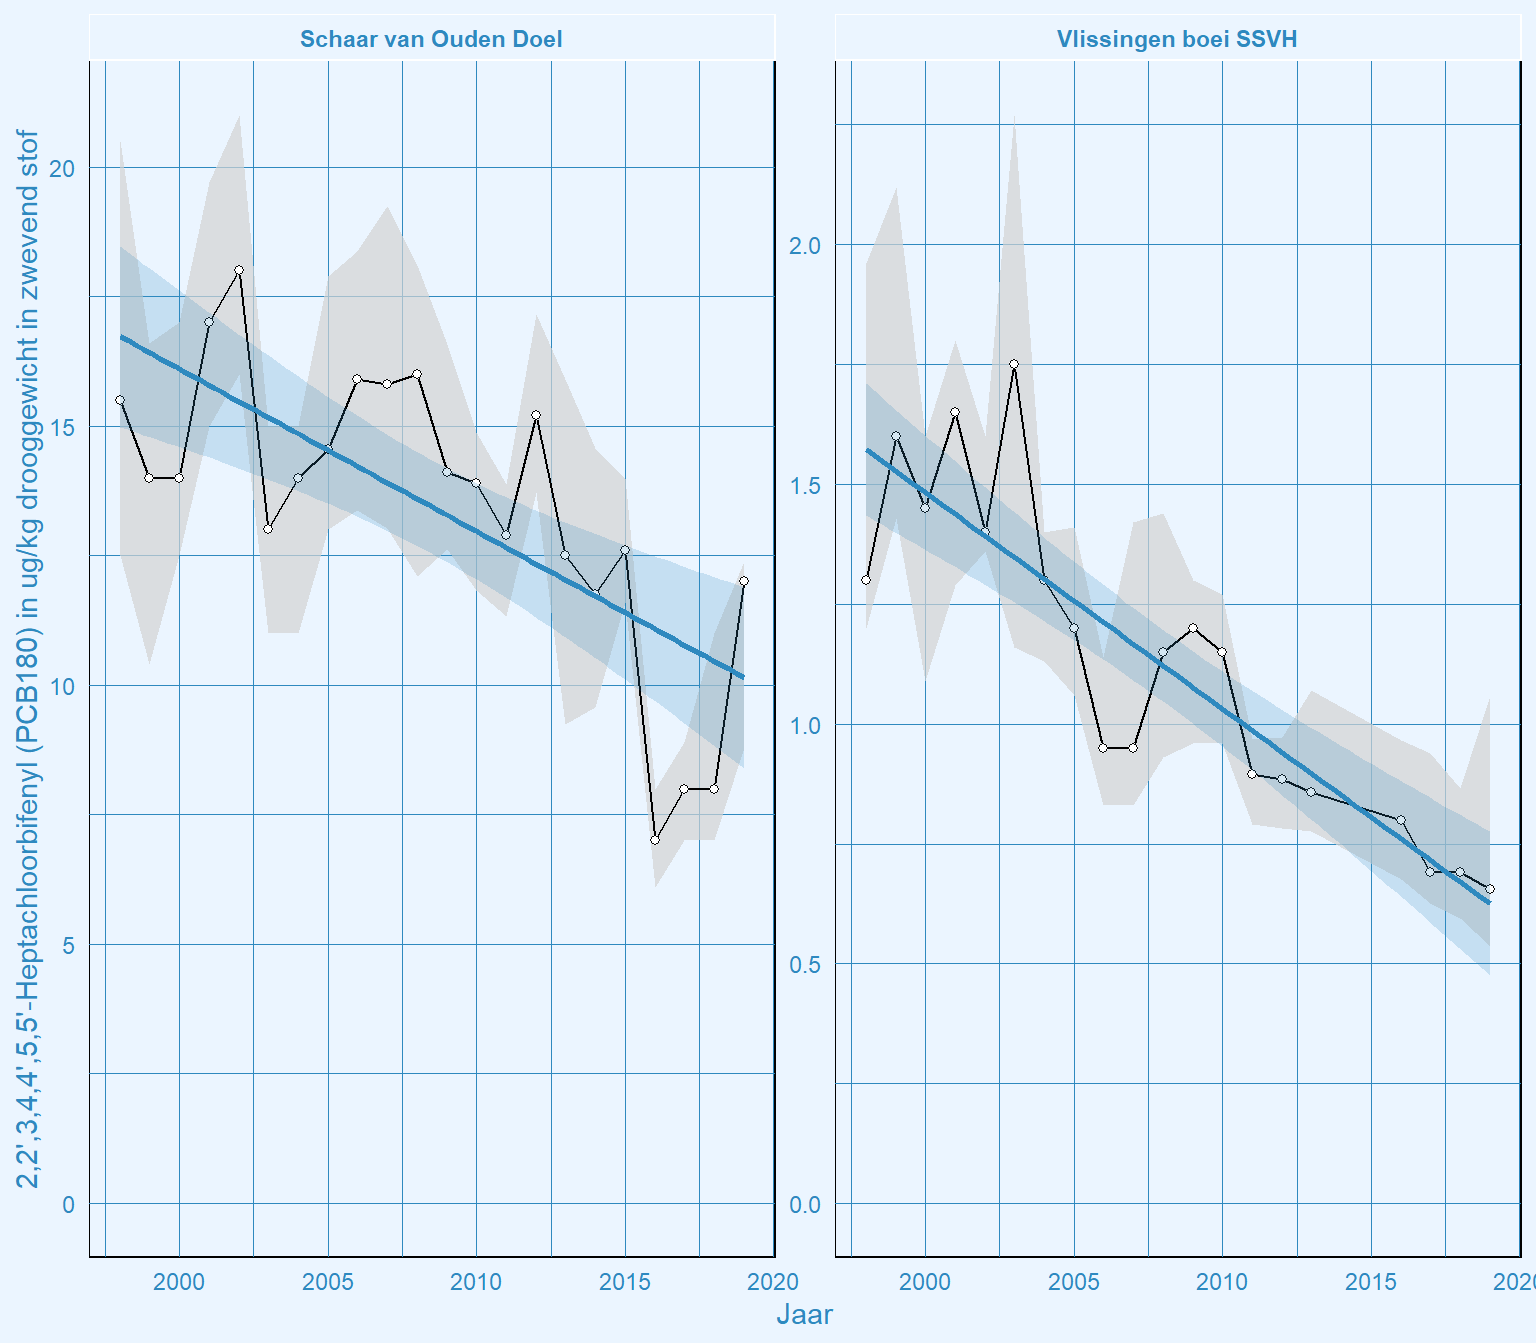 Schaar van Ouden Doel
Vlissingen boei SSVH
2,2',3,4,4',5,5'-Heptachloorbifenyl (PCB180) in ug/kg drooggewicht in zwevend stof
20
15
10
5
0
2.0
1.5
1.0
0.5
0.0
2000 2005 2010 2015 2020
2000 2005 2010 2015 2020
Jaar